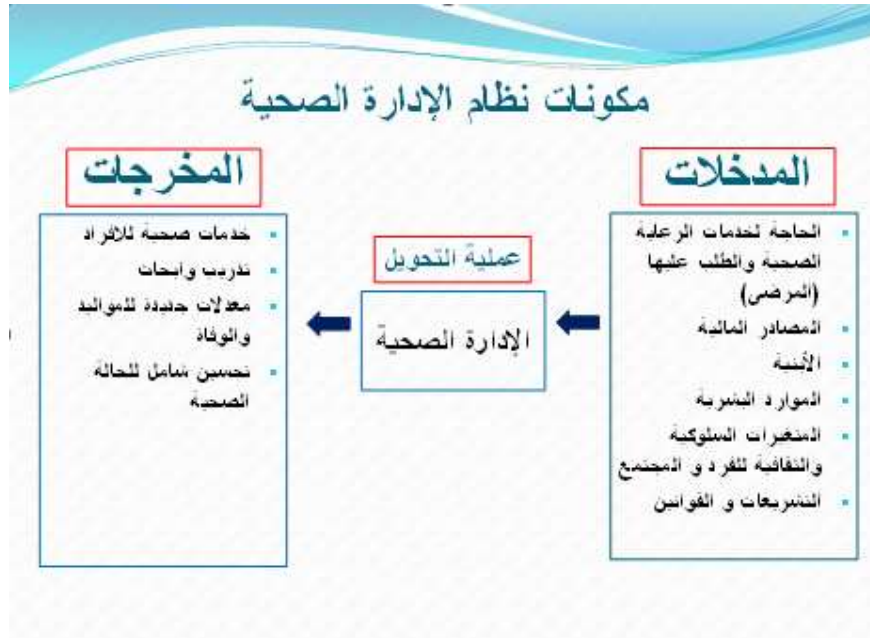 مكونات نظام الإدارة الصحية
المدخلات
الحاجة لخدمات الرعاية
الصحية والطلب عليها
(المرضى)
المصادر المالية
الأبنية
الموارد البشرية
المتغيرات السلوكية
والثقافية للفرد و المجتمع
التشريعات و القوانين
عملية التحويل
الإدارة الصحية
المخرجات
خدمات صحية للافراد
تدريب وابحاث
معدلات جديدة للمواليد
والوفاة
تحسين شامل للحالة
الصحية